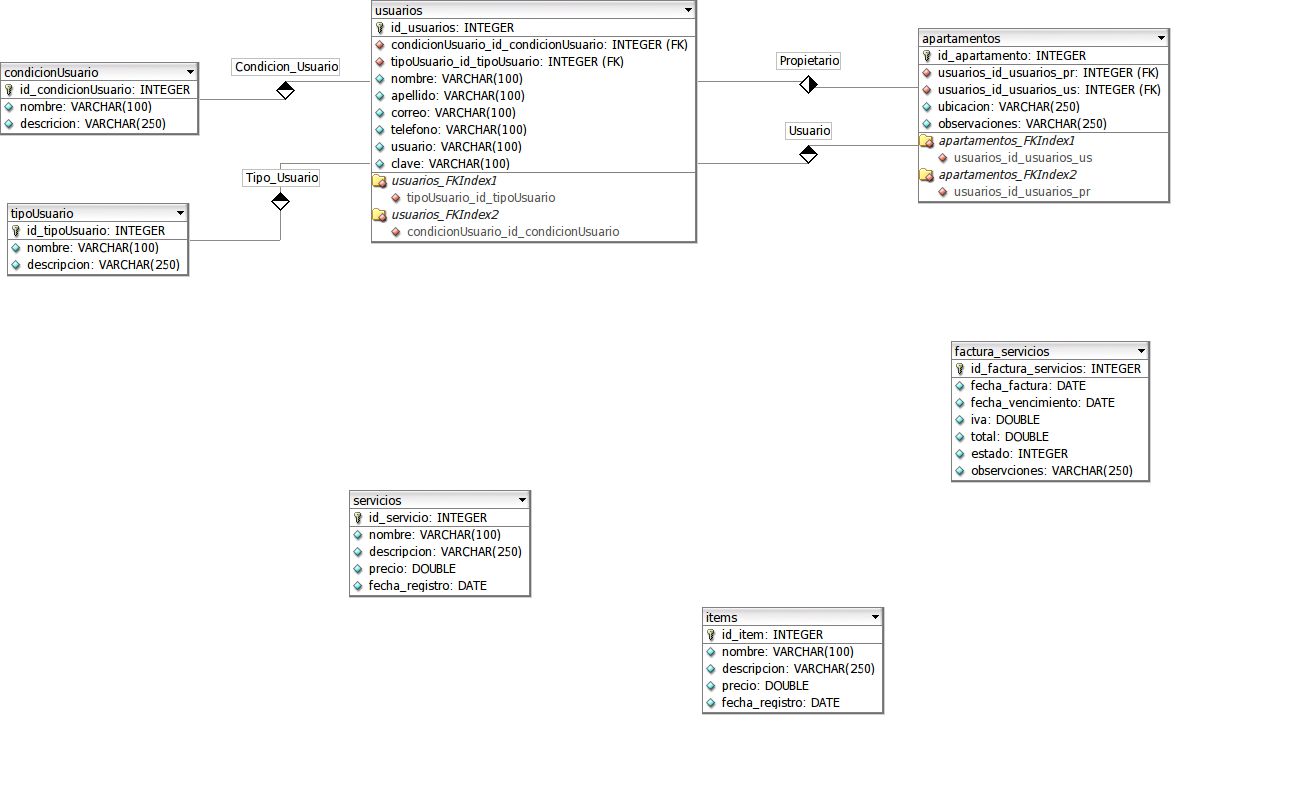 usuarios
id_usuarios: INTEGER
condicionUsuario_id_condicionUsuario: INTEGER (FK)
tipoUsuario_id_tipoUsuario: INTEGER (FK)
nombre: VARCHAR(100)
apellido: VARCHAR(100)
correo: VARCHAR(100)
telefono: VARCHAR(100)
usuario: VARCHAR(100)
clave: VARCHAR(100)
usuarios_FKIndex1
tipoUsuario_id_tipoUsuario
usuarios_FKIndex2
condicionUsuario_id_condicionUsuario
condicionUsuario
id_condicionUsuario: INTEGER
nombre: VARCHAR(100)
descricion: VARCHAR(250)
Condicion_Usuario
Tipo_Usuario
tipoUsuario
id_tipoUsuario: INTEGER
nombre: VARCHAR(100)
descripcion: VARCHAR(250)
Propietario
Usuario
apartamentos
id_apartamento: INTEGER
usuarios_id_usuarios_pr: INTEGER (FK)
usuarios_id_usuarios_us: INTEGER (FK)
ubicacion: VARCHAR(250)
observaciones: VARCHAR(250)
apartamentos_FKIndex1
usuarios_id_usuarios_us
apartamentos_FKIndex2
usuarios_id_usuarios_pr
factura_servicios
id_factura_servicios: INTEGER
fecha_factura: DATE
fecha_vencimiento: DATE
iva: DOUBLE
total: DOUBLE
estado: INTEGER
observciones: VARCHAR(250)
servicios
id_servicio: INTEGER
nombre: VARCHAR(100)
descripcion: VARCHAR(250)
precio: DOUBLE
fecha_registro: DATE
items
id_item: INTEGER
nombre: VARCHAR(100)
descripcion: VARCHAR(250)
precio: DOUBLE
fecha_registro: DATE